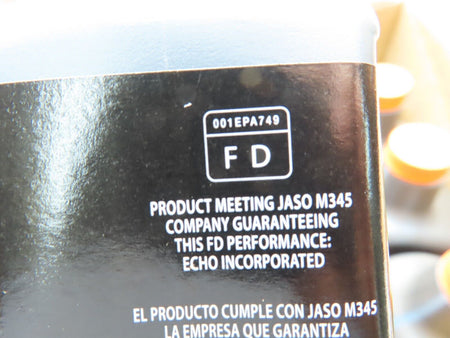 001EPA749
F D
PRODUCT MEETING JASO M345
COMPANY GUARANTEEING
THIS FD PERFORMANCE:
ECHO INCORPORATED
EL PRODUCTO CUMPLE CON JASO M345
LA EMPRESA QUE GARANTIZA